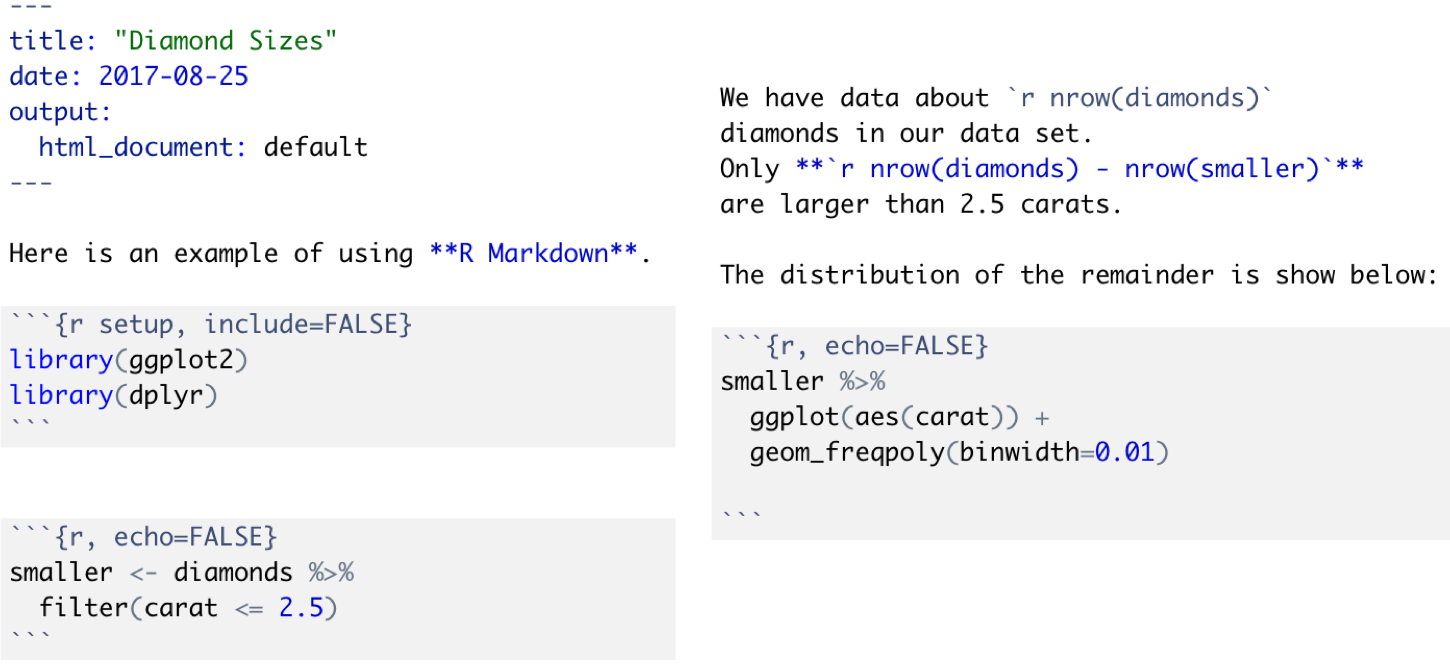 ---
title: "Diamond Sizes"
date: 2017-08-25
output:
  html_document: default
---
Here is an example of using **R Markdown**.
```{r setup, include=FALSE}
library(ggplot2)
library(dplyr)
```
```{r, echo=FALSE}
smaller <- diamonds %>%
  filter(carat <= 2.5)
```
We have data about `r nrow(diamonds)`
diamonds in our data set.
Only **`r nrow(diamonds) - nrow(smaller)`**
are larger than 2.5 carats.
The distribution of the remainder is show below:
```{r, echo=FALSE}
smaller %>%
  ggplot(aes(carat)) +
  geom_freqpoly(binwidth=0.01)
```